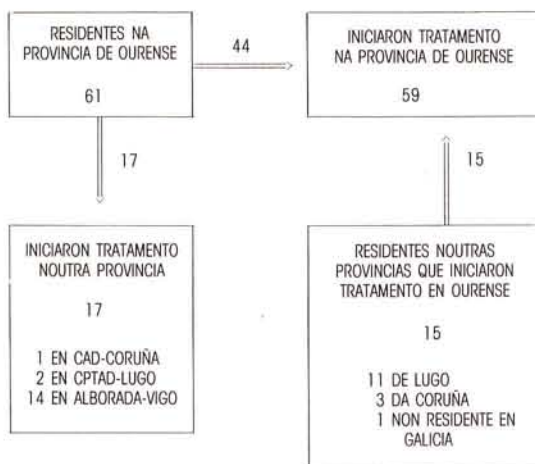 RESIDENTES NA
PROVINCIA DE OURENSE
61
44
INICIARON TRATAMENTO
NA PROVINCIA DE OURENSE
59
17
15
INICIARON TRATAMENTO
NOUTRA PROVINCIA
17
1 EN CAD-CORUÑA
2 EN CPTAD-LUGO
14 EN ALBORADA-VIGO
RESIDENTES NOUTRAS
PROVINCIAS QUE INICIARON
TRATAMENTO EN OURENSE
15
11 DE LUGO
3 DA CORUÑA
1 NON RESIDENTE EN
GALICIA